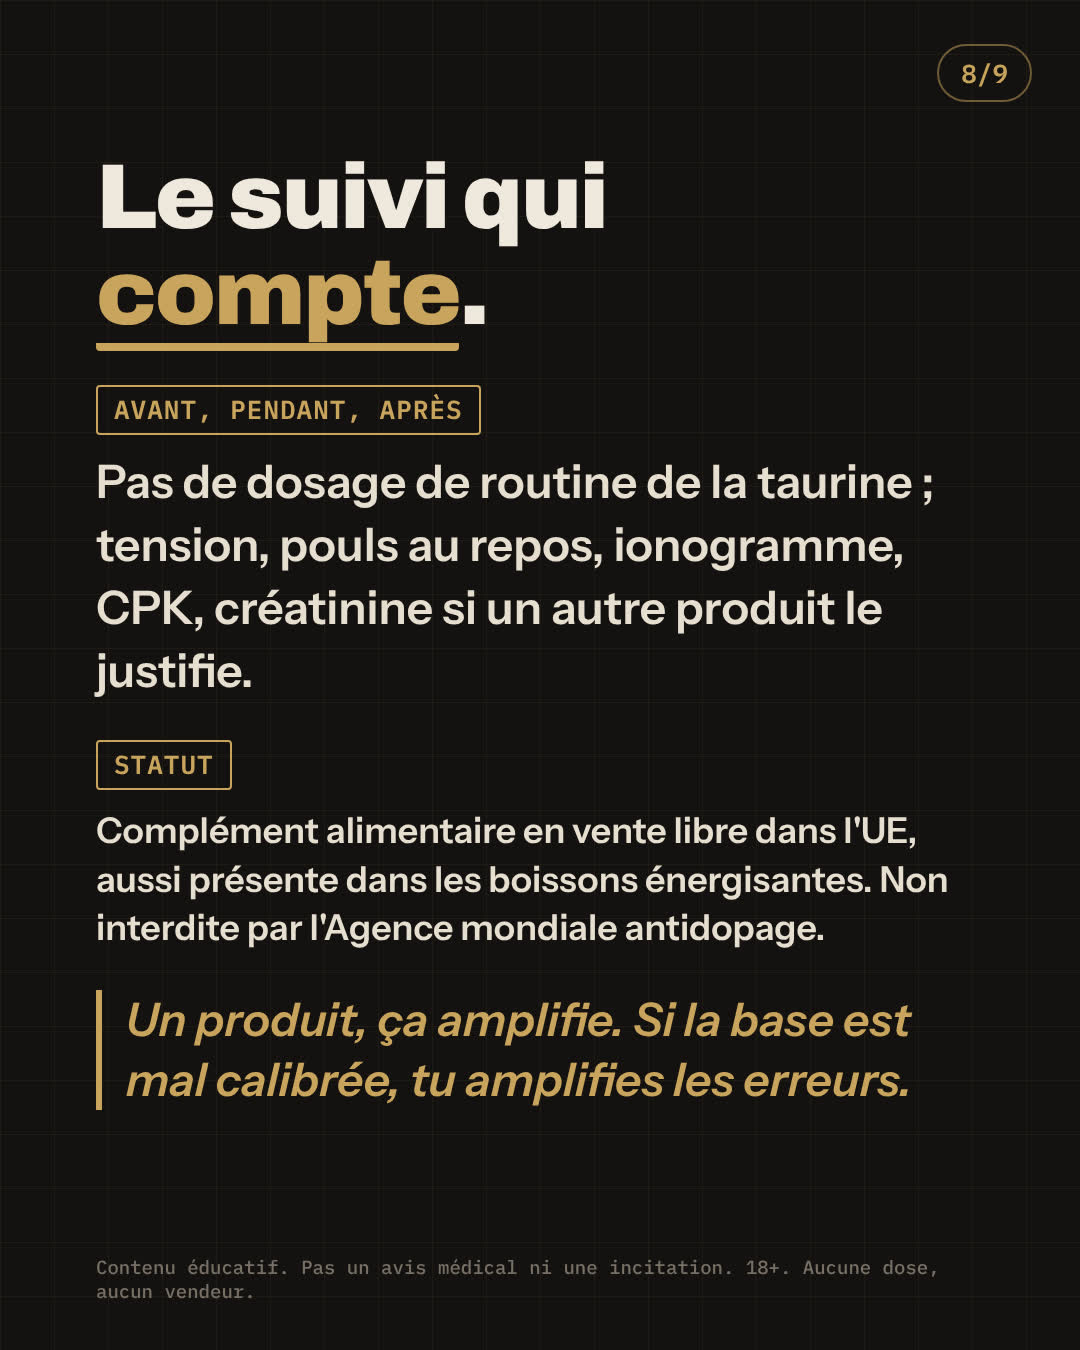 8/9
Le suivi qui
compte.
AVANT, PENDANT, APRÈS
Pas de dosage de routine de la taurine ;
tension, pouls au repos, ionogramme,
CPK, créatinine si un autre produit le
justifie.
STATUT
Complément alimentaire en vente libre dans l'UE,
aussi présente dans les boissons énergisantes. Non
interdite par l'Agence mondiale antidopage.
Un produit, ça amplifie. Si la base est
mal calibrée, tu amplifies les erreurs.
Contenu éducatif. Pas un avis médical ni une incitation. 18+. Aucune dose,
aucun vendeur.